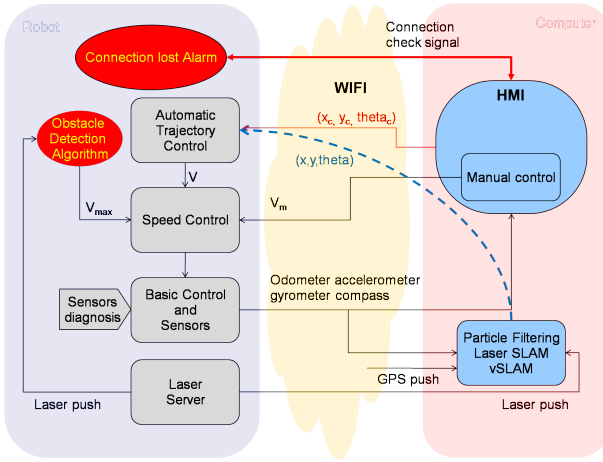 Robot
Connection
check signal
Computer
Connection lost Alarm
WIFI
HMI
Automatic
Trajectory
Control
(xc, yc, thetac)
Obstacle
Detection
Algorithm
(x,y,theta)
Manual control
V
Vmax
Speed Control
Vm
Odometer accelerometer
gyrometer compass
Sensors
diagnosis
Basic Control
and
Sensors
Particle Filtering
Laser SLAM
vSLAM
GPS push
Laser
Server
Laser push
Laser push